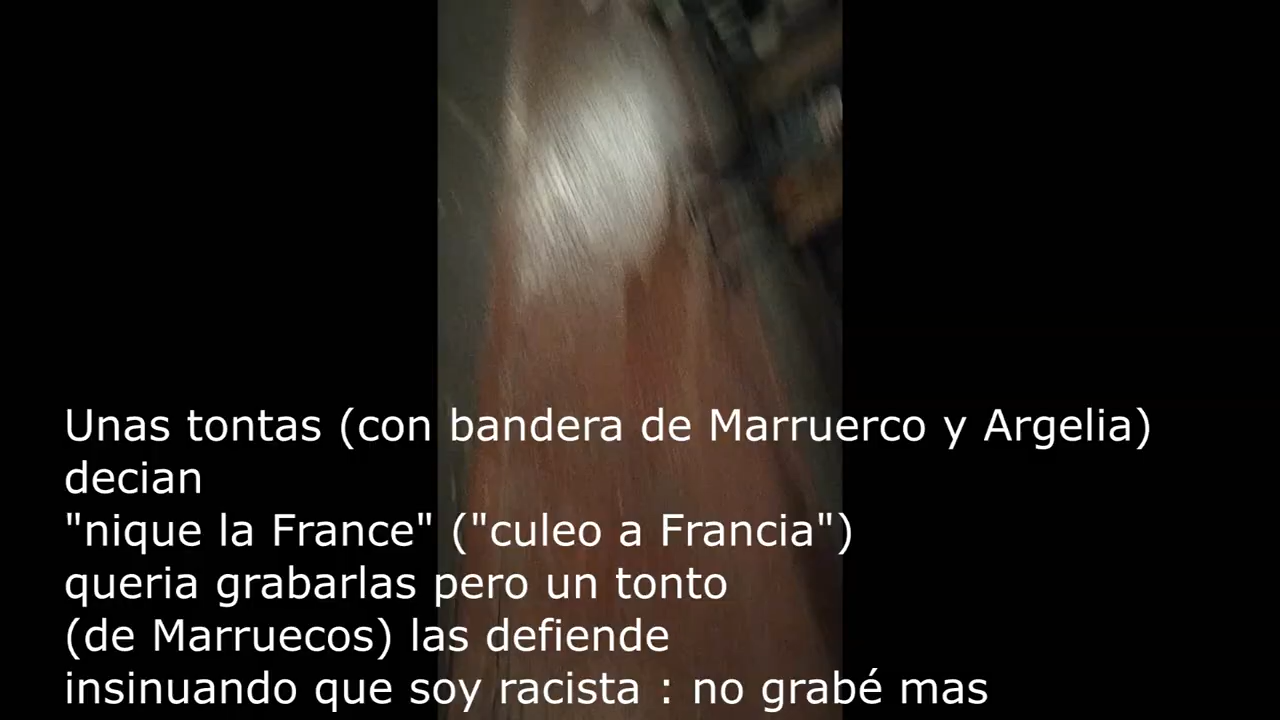 Unas tontas (con bandera de Marruerco y Argelia)
decian
"nique la France" ("culeo a Francia")
queria grabarlas pero un tonto
(de Marruecos) las defiende
insinuando que soy racista : no grabé mas